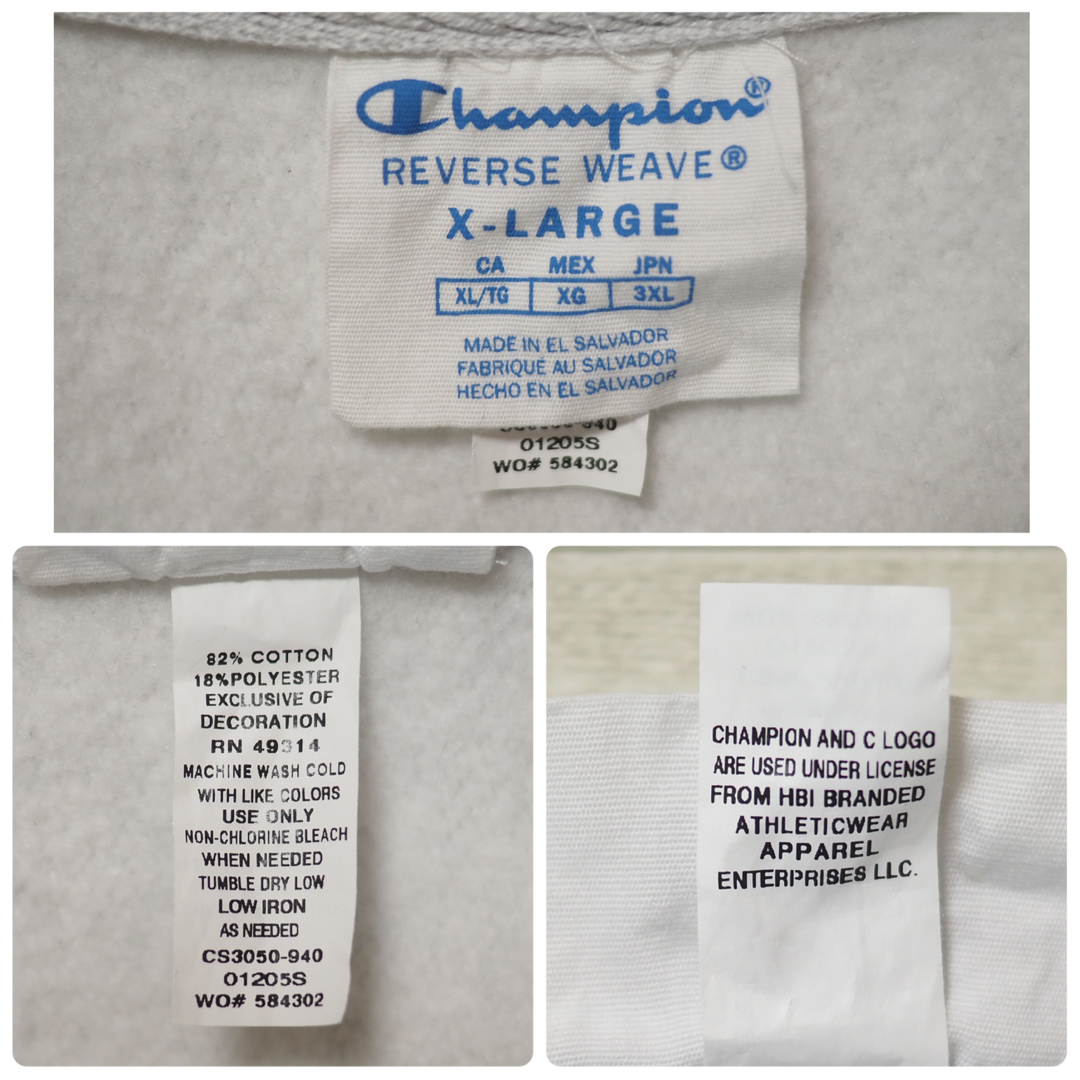 Champion®
REVERSE WEAVE®
X-LARGE
CA MEX JPN
XL/TG XG 3XL
MADE IN EL SALVADOR
FABRIQUÉ AU SALVADOR
HECHO EN EL SALVADOR
01205S
WO# 584302
82% COTTON
18%POLYESTER
EXCLUSIVE OF
DECORATION
RN 49314
MACHINE WASH COLD
WITH LIKE COLORS
USE ONLY
NON-CHLORINE BLEACH
WHEN NEEDED
TUMBLE DRY LOW
LOW IRON
AS NEEDED
CS3050-940
01205S
WO# 584302
CHAMPION AND C LOGO
ARE USED UNDER LICENSE
FROM HBI BRANDED
ATHLETICWEAR
APPAREL
ENTERPRISES LLC.